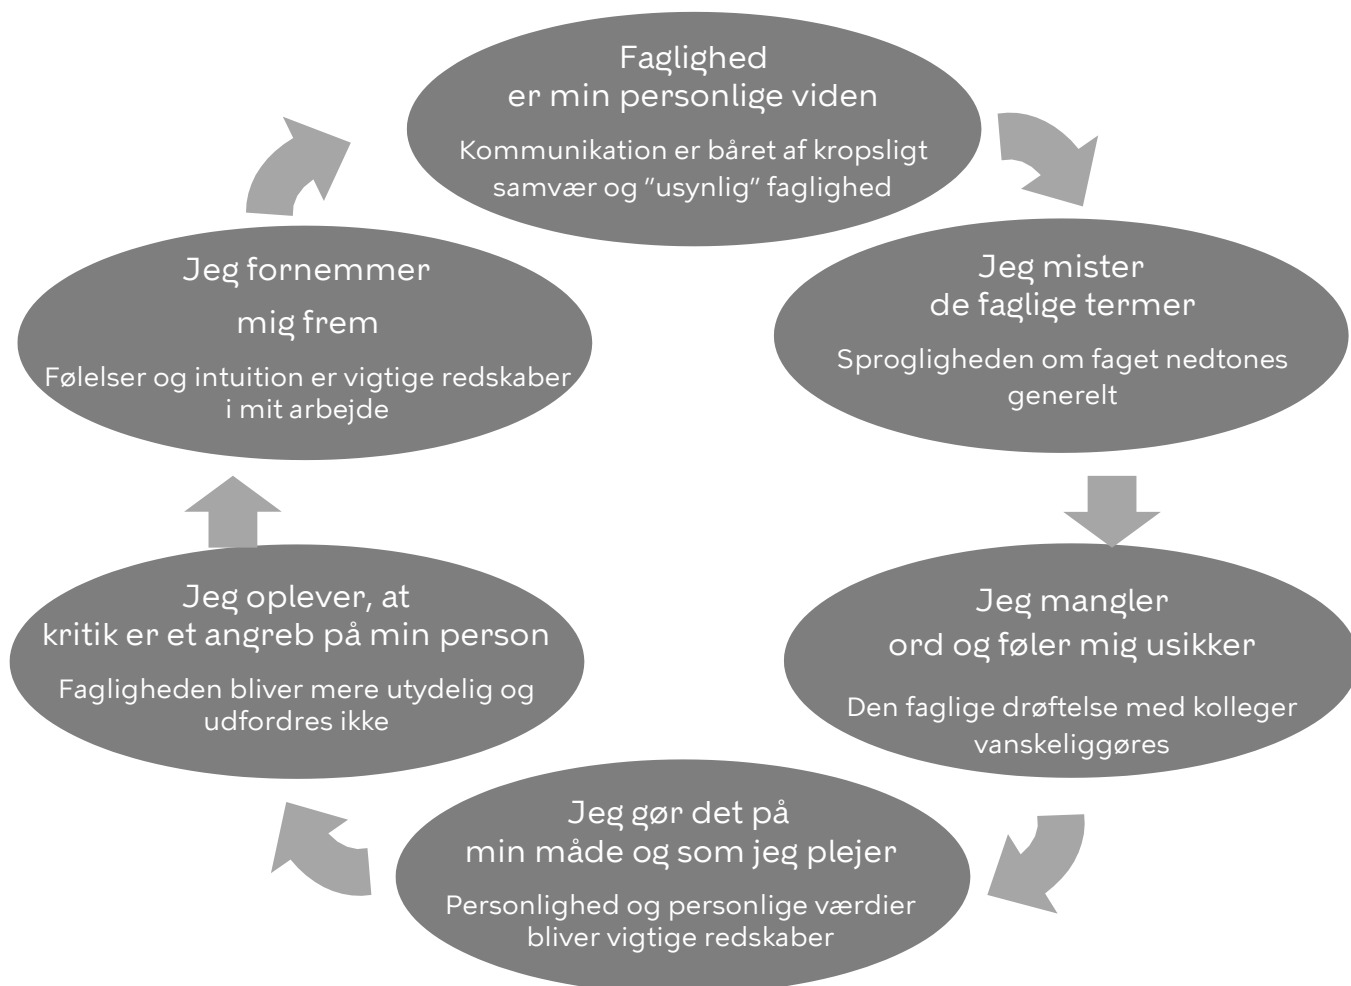 Faglighed
er min personlige viden
Kommunikation er båret af kropsligt
samvær og ”usynlig” faglighed
Jeg mister
de faglige termer
Sprogligheden om faget nedtones
generelt
Jeg mangler
ord og føler mig usikker
Den faglige drøftelse med kolleger
vanskeliggøres
Jeg gør det på
min måde og som jeg plejer
Personlighed og personlige værdier
bliver vigtige redskaber
Jeg oplever, at
kritik er et angreb på min person
Fagligheden bliver mere utydelig og
udfordres ikke
Jeg fornemmer
mig frem
Følelser og intuition er vigtige redskaber
i mit arbejde